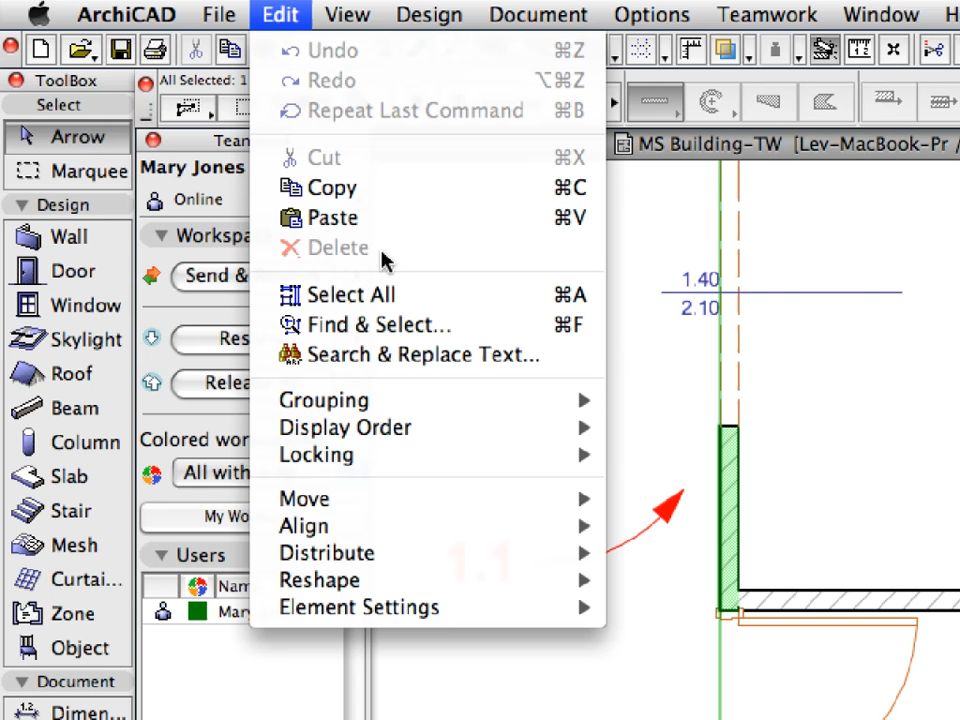 ArchiCAD File Edit View Design Document Options Teamwork Window
ToolBox
Select
Arrow
Marquee
Design
Wall
Door
Window
Skylight
Roof
Beam
Column
Slab
Stair
Mesh
Curtai...
Zone
Object
Document
Dimen...
All Selected: 1
Mary Jones
Online
Send &
Colored
All with
Users
Undo ⌘Z
Redo ⌥⌘Z
Repeat Last Command ⌘B
Cut ⌘X
Copy ⌘C
Paste ⌘V
Delete
Select All ⌘A
Find & Select... ⌘F
Search & Replace Text...
Grouping
Display Order
Locking
Move
Align
Distribute
Reshape
Element Settings
MS Building-TW [Lev-MacBook-Pr /
1.40
2.10
1.1